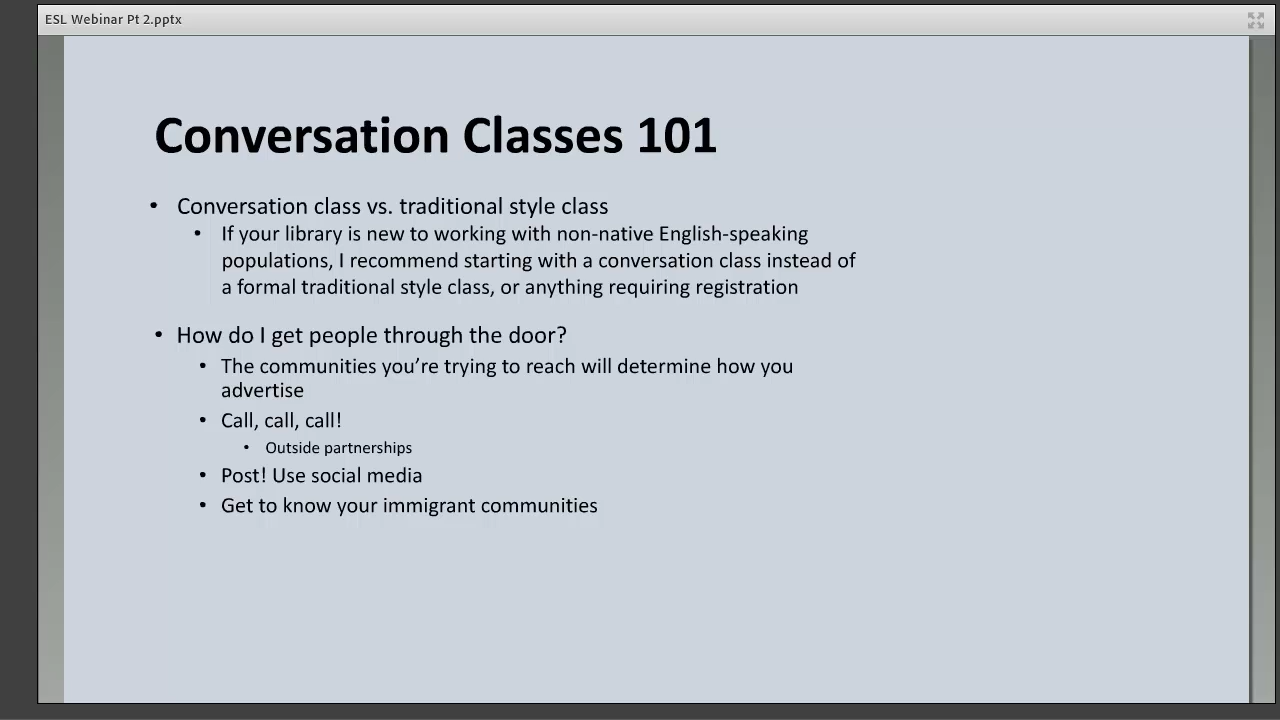 ESL Webinar Pt 2.pptx
Conversation Classes 101
• Conversation class vs. traditional style class
• If your library is new to working with non-native English-speaking
populations, I recommend starting with a conversation class instead of
a formal traditional style class, or anything requiring registration
• How do I get people through the door?
• The communities you’re trying to reach will determine how you
advertise
• Call, call, call!
• Outside partnerships
• Post! Use social media
• Get to know your immigrant communities